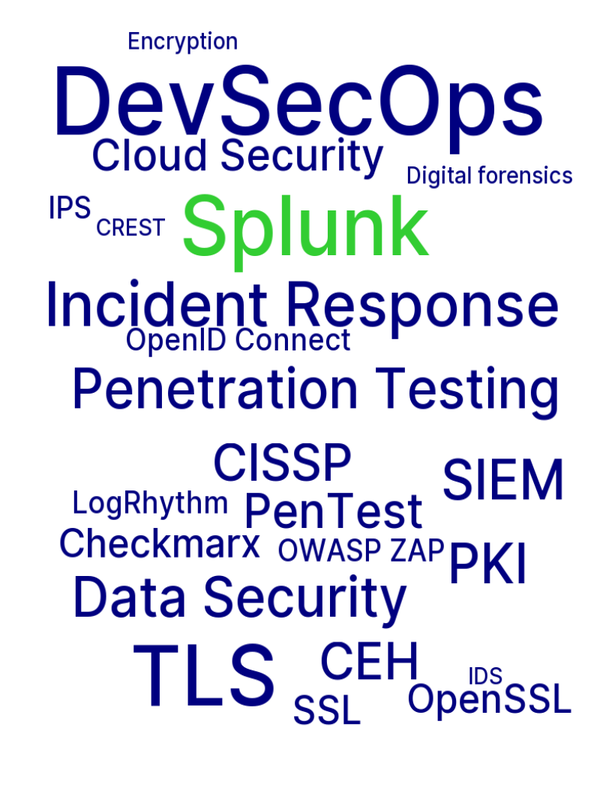 Encryption
DevSecOps
Cloud Security
Digital forensics
IPS
CREST
Splunk
Incident Response
OpenID Connect
Penetration Testing
CISSP
SIEM
LogRhythm
PenTest
Checkmarx
OWASP ZAP
PKI
Data Security
TLS
CEH
IDS
SSL
OpenSSL